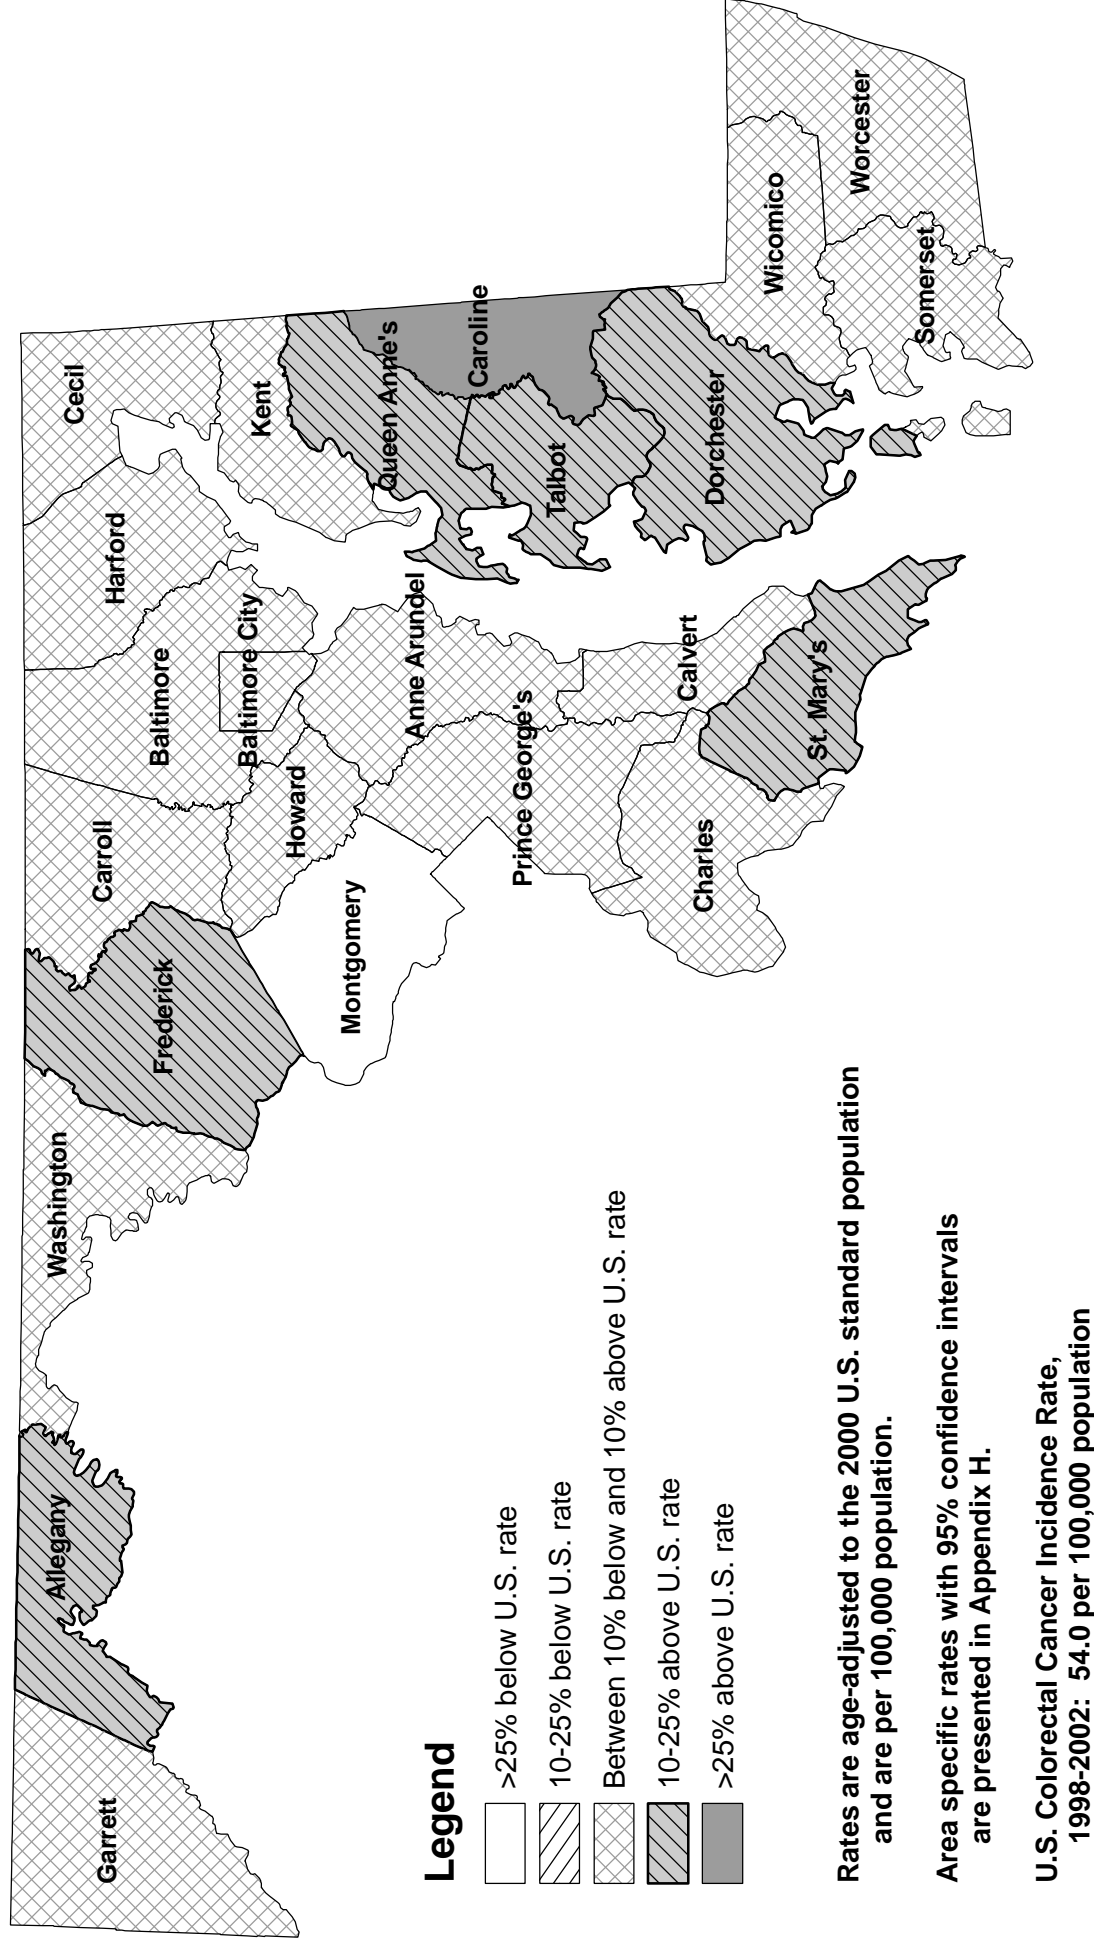 Garrett
Allegany
Washington
Frederick
Carroll
Baltimore
Harford
Cecil
Montgomery
Howard
Baltimore City
Kent
Anne Arundel
Queen Anne's
Prince George's
Caroline
Talbot
Charles
Calvert
Dorchester
St. Mary's
Wicomico
Worcester
Somerset
Legend
>25% below U.S. rate
10-25% below U.S. rate
Between 10% below and 10% above U.S. rate
10-25% above U.S. rate
>25% above U.S. rate
Rates are age-adjusted to the 2000 U.S. standard population
and are per 100,000 population.
Area specific rates with 95% confidence intervals
are presented in Appendix H.
U.S. Colorectal Cancer Incidence Rate,
1998-2002: 54.0 per 100,000 population